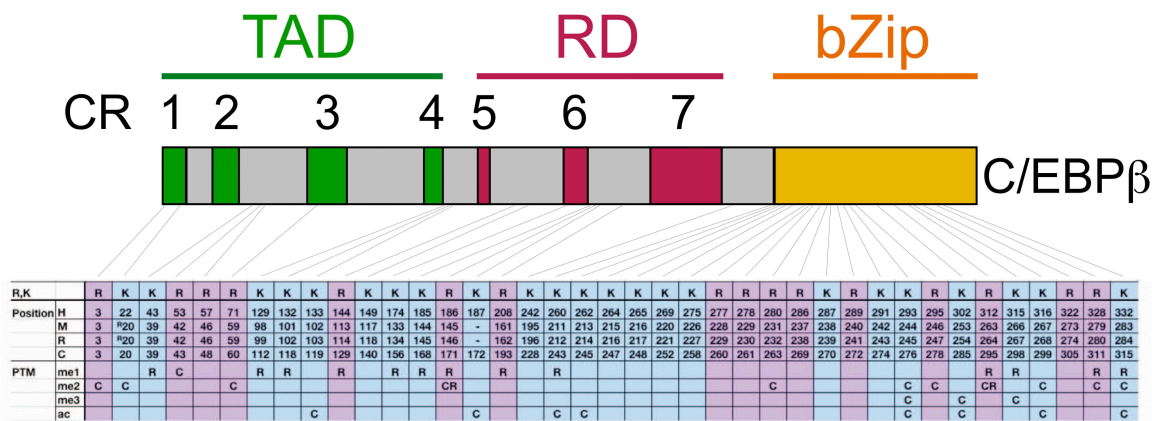 TAD RD bZip
CR 1 2 3 4 5 6 7
C/EBPβ
R,K R K K R R R K K K R K K K R K R K K K K K K K R R R R K R K K R K R K K R R K
Position H 3 22 43 53 57 71 129 132 133 144 149 174 185 186 187 208 242 260 262 264 265 269 275 277 278 280 286 287 289 291 293 295 302 312 315 316 322 328 332
M 3 R20 39 42 46 59 98 101 102 113 117 133 144 145 - 161 195 211 213 215 216 220 226 228 229 231 237 238 240 242 244 246 253 263 266 267 273 279 283
R 3 R20 39 42 46 59 99 102 103 114 118 134 145 146 - 162 196 212 214 216 217 221 227 229 230 232 238 239 241 243 245 247 254 264 267 268 274 280 284
C 3 20 39 43 48 60 112 118 119 129 140 156 168 171 172 193 228 243 245 247 248 252 258 260 261 263 269 270 272 274 276 278 285 295 298 299 305 311 315
PTM me1 R C R R R R R R R R R R R R
me2 C C C CR C C C CR C C C
me3 C C C
ac C C C C C C C C